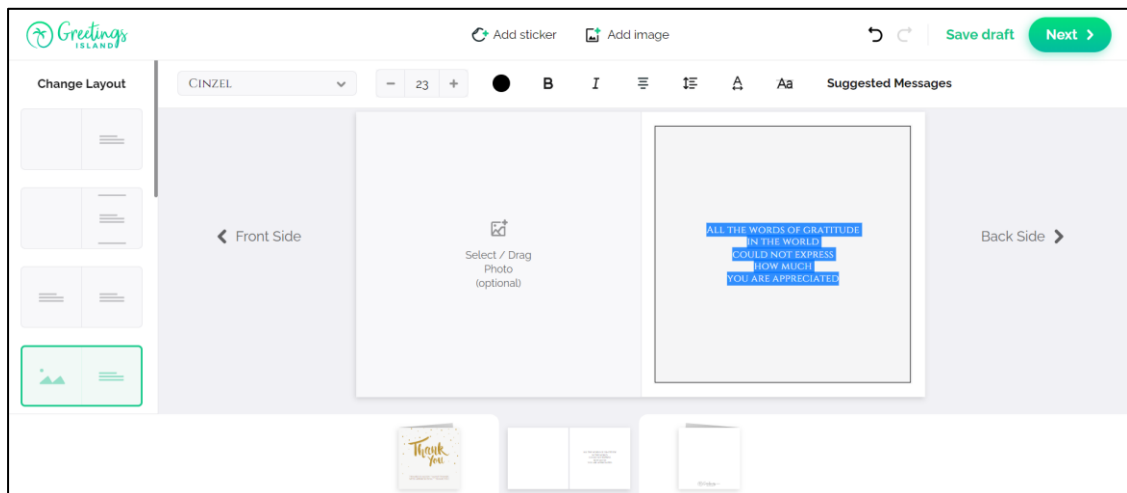 Greetings
ISLAND
Add sticker
Add image
Save draft
Next
Change Layout
CINZEL
23
B
I
A
Aa
Suggested Messages
Front Side
Select / Drag
Photo
(optional)
ALL THE WORDS OF GRATITUDE
IN THE WORLD
COULD NOT EXPRESS
HOW MUCH
YOU ARE APPRECIATED
Back Side
Thank
You